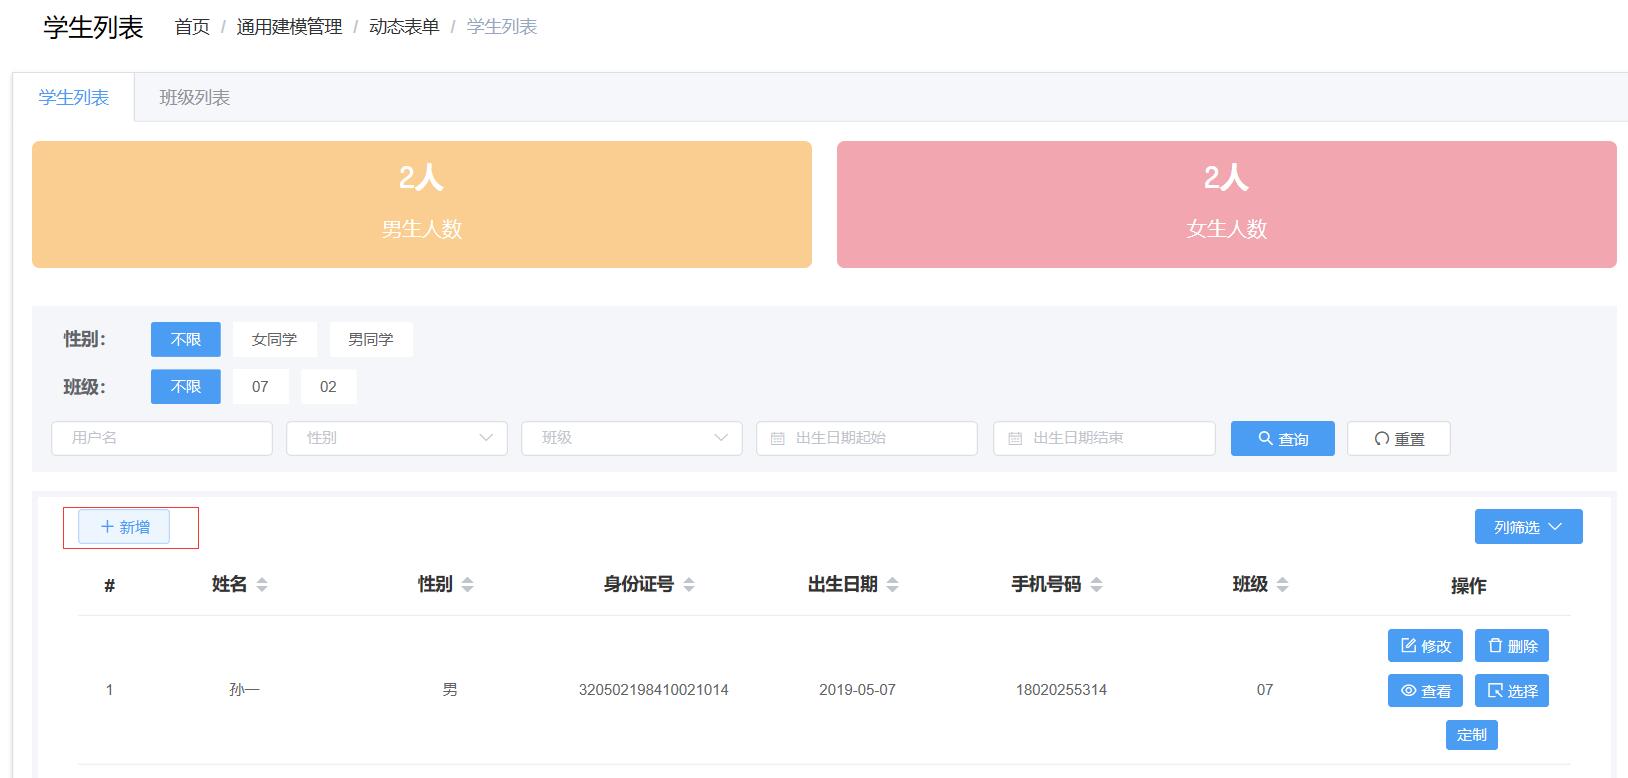 学生列表 首页 / 通用建模管理 / 动态表单 / 学生列表
学生列表 班级列表
2人 2人
男生人数 女生人数
性别： 不限 女同学 男同学
班级： 不限 07 02
用户名 性别 班级 出生日期起始 出生日期结束 查询 重置
新增 列筛选
# 姓名 性别 身份证号 出生日期 手机号码 班级 操作
修改 删除
1 孙一 男 320502198410021014 2019-05-07 18020255314 07
查看 选择
定制